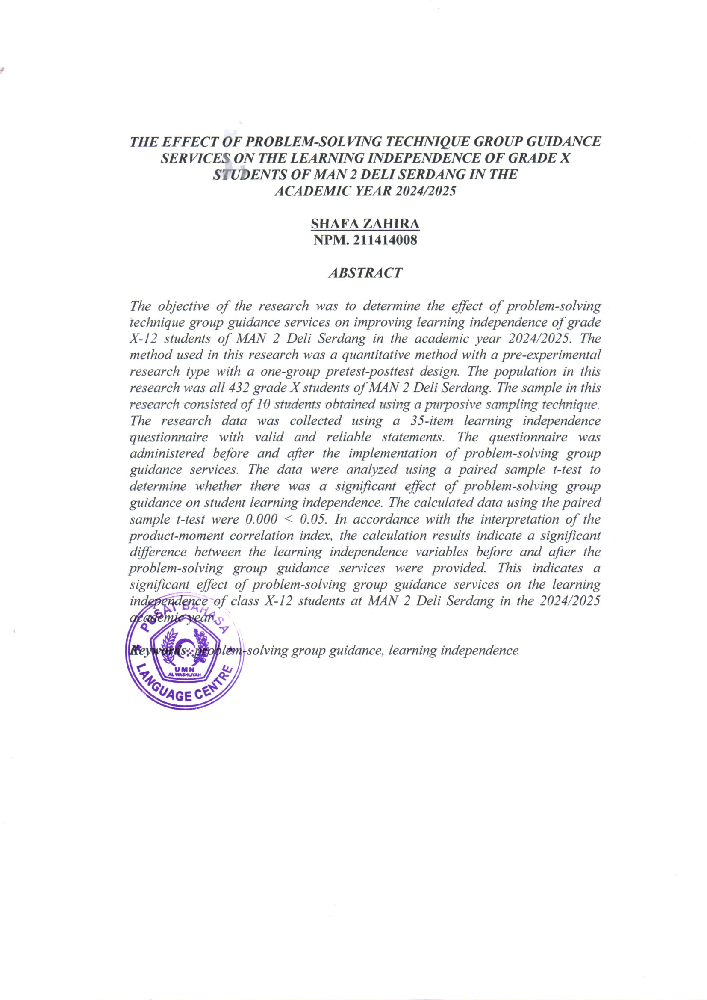 THE EFFECT OF PROBLEM-SOLVING TECHNIQUE GROUP GUIDANCE
SERVICES ON THE LEARNING INDEPENDENCE OF GRADE X
STUDENTS OF MAN 2 DELI SERDANG IN THE
ACADEMIC YEAR 2024/2025
SHAFA ZAHIRA
NPM. 211414008
ABSTRACT
The objective of the research was to determine the effect of problem-solving
technique group guidance services on improving learning independence of grade
X-12 students of MAN 2 Deli Serdang in the academic year 2024/2025. The
method used in this research was a quantitative method with a pre-experimental
research type with a one-group pretest-posttest design. The population in this
research was all 432 grade X students of MAN 2 Deli Serdang. The sample in this
research consisted of 10 students obtained using a purposive sampling technique.
The research data was collected using a 35-item learning independence
questionnaire with valid and reliable statements. The questionnaire was
administered before and after the implementation of problem-solving group
guidance services. The data were analyzed using a paired sample t-test to
determine whether there was a significant effect of problem-solving group
guidance on student learning independence. The calculated data using the paired
sample t-test were 0.000 < 0.05. In accordance with the interpretation of the
product-moment correlation index, the calculation results indicate a significant
difference between the learning independence variables before and after the
problem-solving group guidance services were provided. This indicates a
significant effect of problem-solving group guidance services on the learning
independence of class X-12 students at MAN 2 Deli Serdang in the 2024/2025
academic year.
Keywords: problem-solving group guidance, learning independence
PUSAT BAHASA
UMN
AL WASHLIYAH
LANGUAGE CENTRE